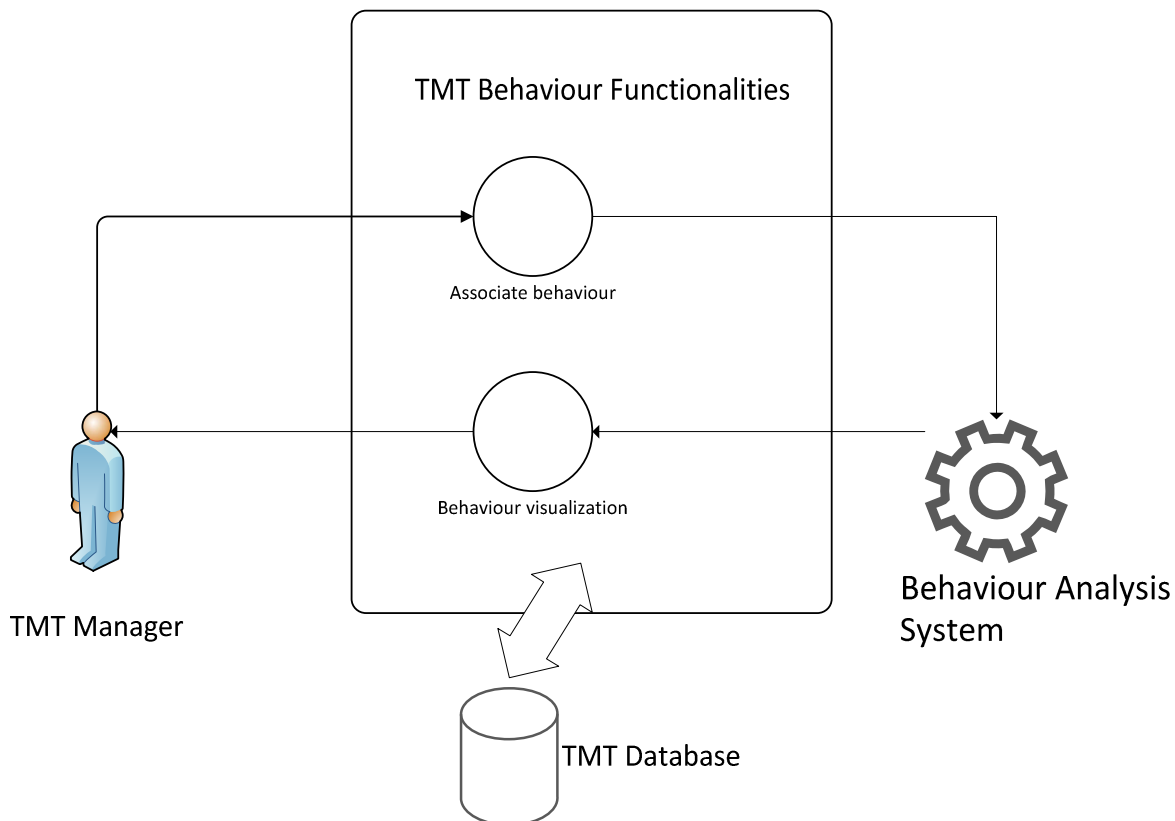 TMT Behaviour Functionalities
Associate behaviour
Behaviour visualization
TMT Manager
Behaviour Analysis
System
TMT Database